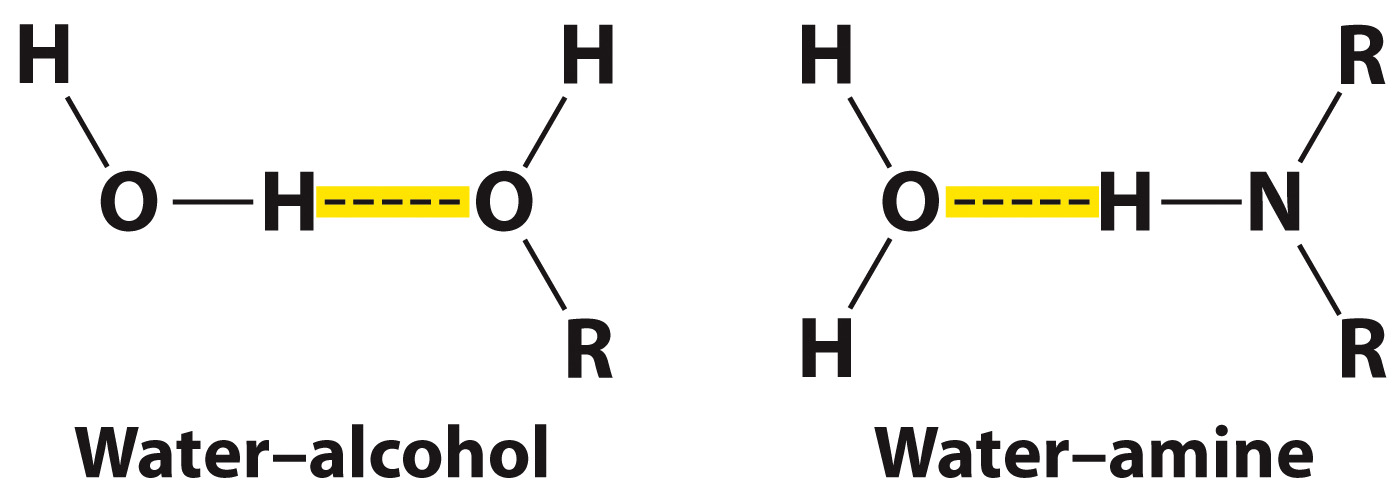 H H H R
O H O O H N
R H R
Water–alcohol Water–amine